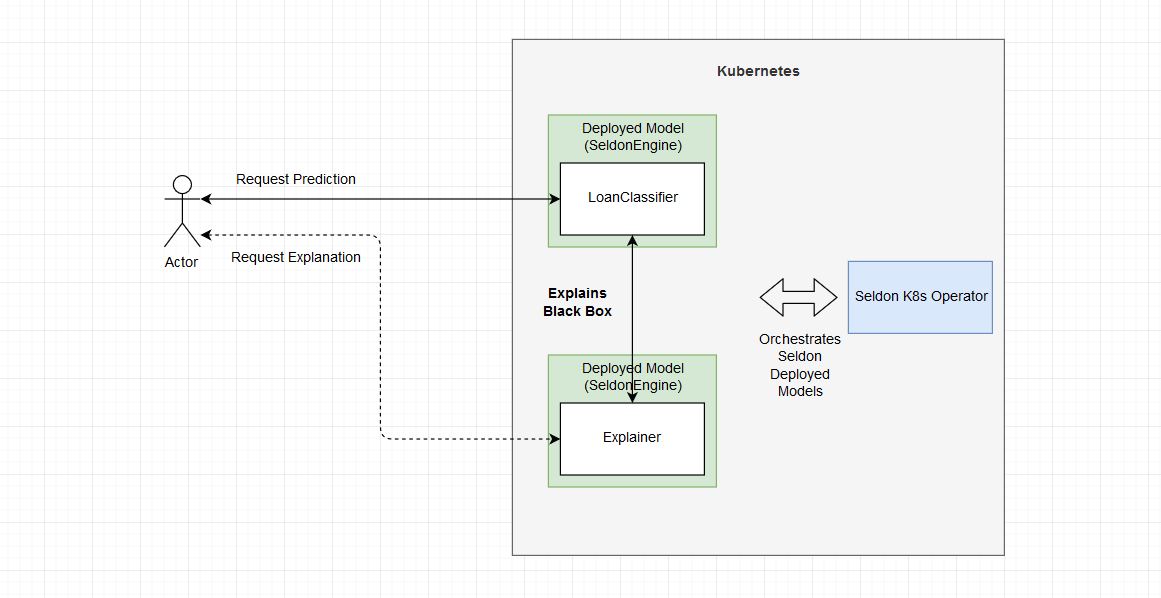 Kubernetes
Deployed Model
(SeldonEngine)
LoanClassifier
Request Prediction
Request Explanation
Actor
Explains
Black Box
Seldon K8s Operator
Orchestrates
Seldon
Deployed
Models
Deployed Model
(SeldonEngine)
Explainer